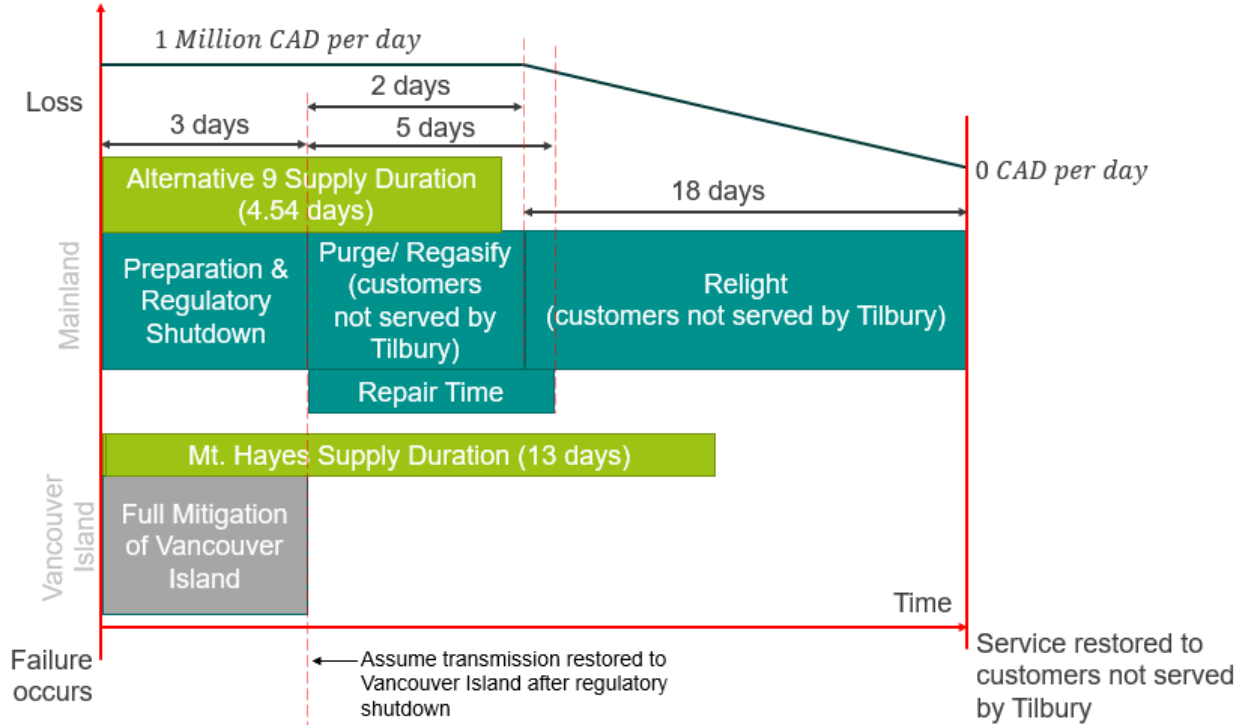 1 Million CAD per day
Loss
2 days
3 days
5 days
Alternative 9 Supply Duration
(4.54 days)
0 CAD per day
18 days
Mainland
Preparation &
Regulatory
Shutdown
Purge/ Regasify
(customers
not served by
Tilbury)
Relight
(customers not served by Tilbury)
Repair Time
Mt. Hayes Supply Duration (13 days)
Vancouver
Island
Full Mitigation
of Vancouver
Island
Time
Failure
occurs
Assume transmission restored to
Vancouver Island after regulatory
shutdown
Service restored to
customers not served
by Tilbury